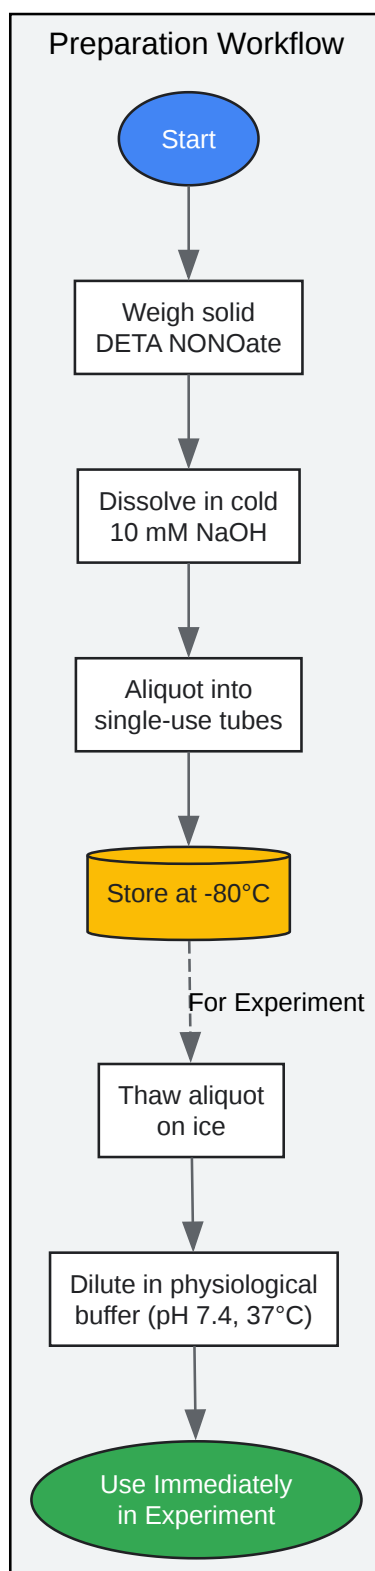 Preparation Workflow
Start
Weigh solid
DETA NONOate
Dissolve in cold
10 mM NaOH
Aliquot into
single-use tubes
Store at -80°C
For Experiment
Thaw aliquot
on ice
Dilute in physiological
buffer (pH 7.4, 37°C)
Use Immediately
in Experiment